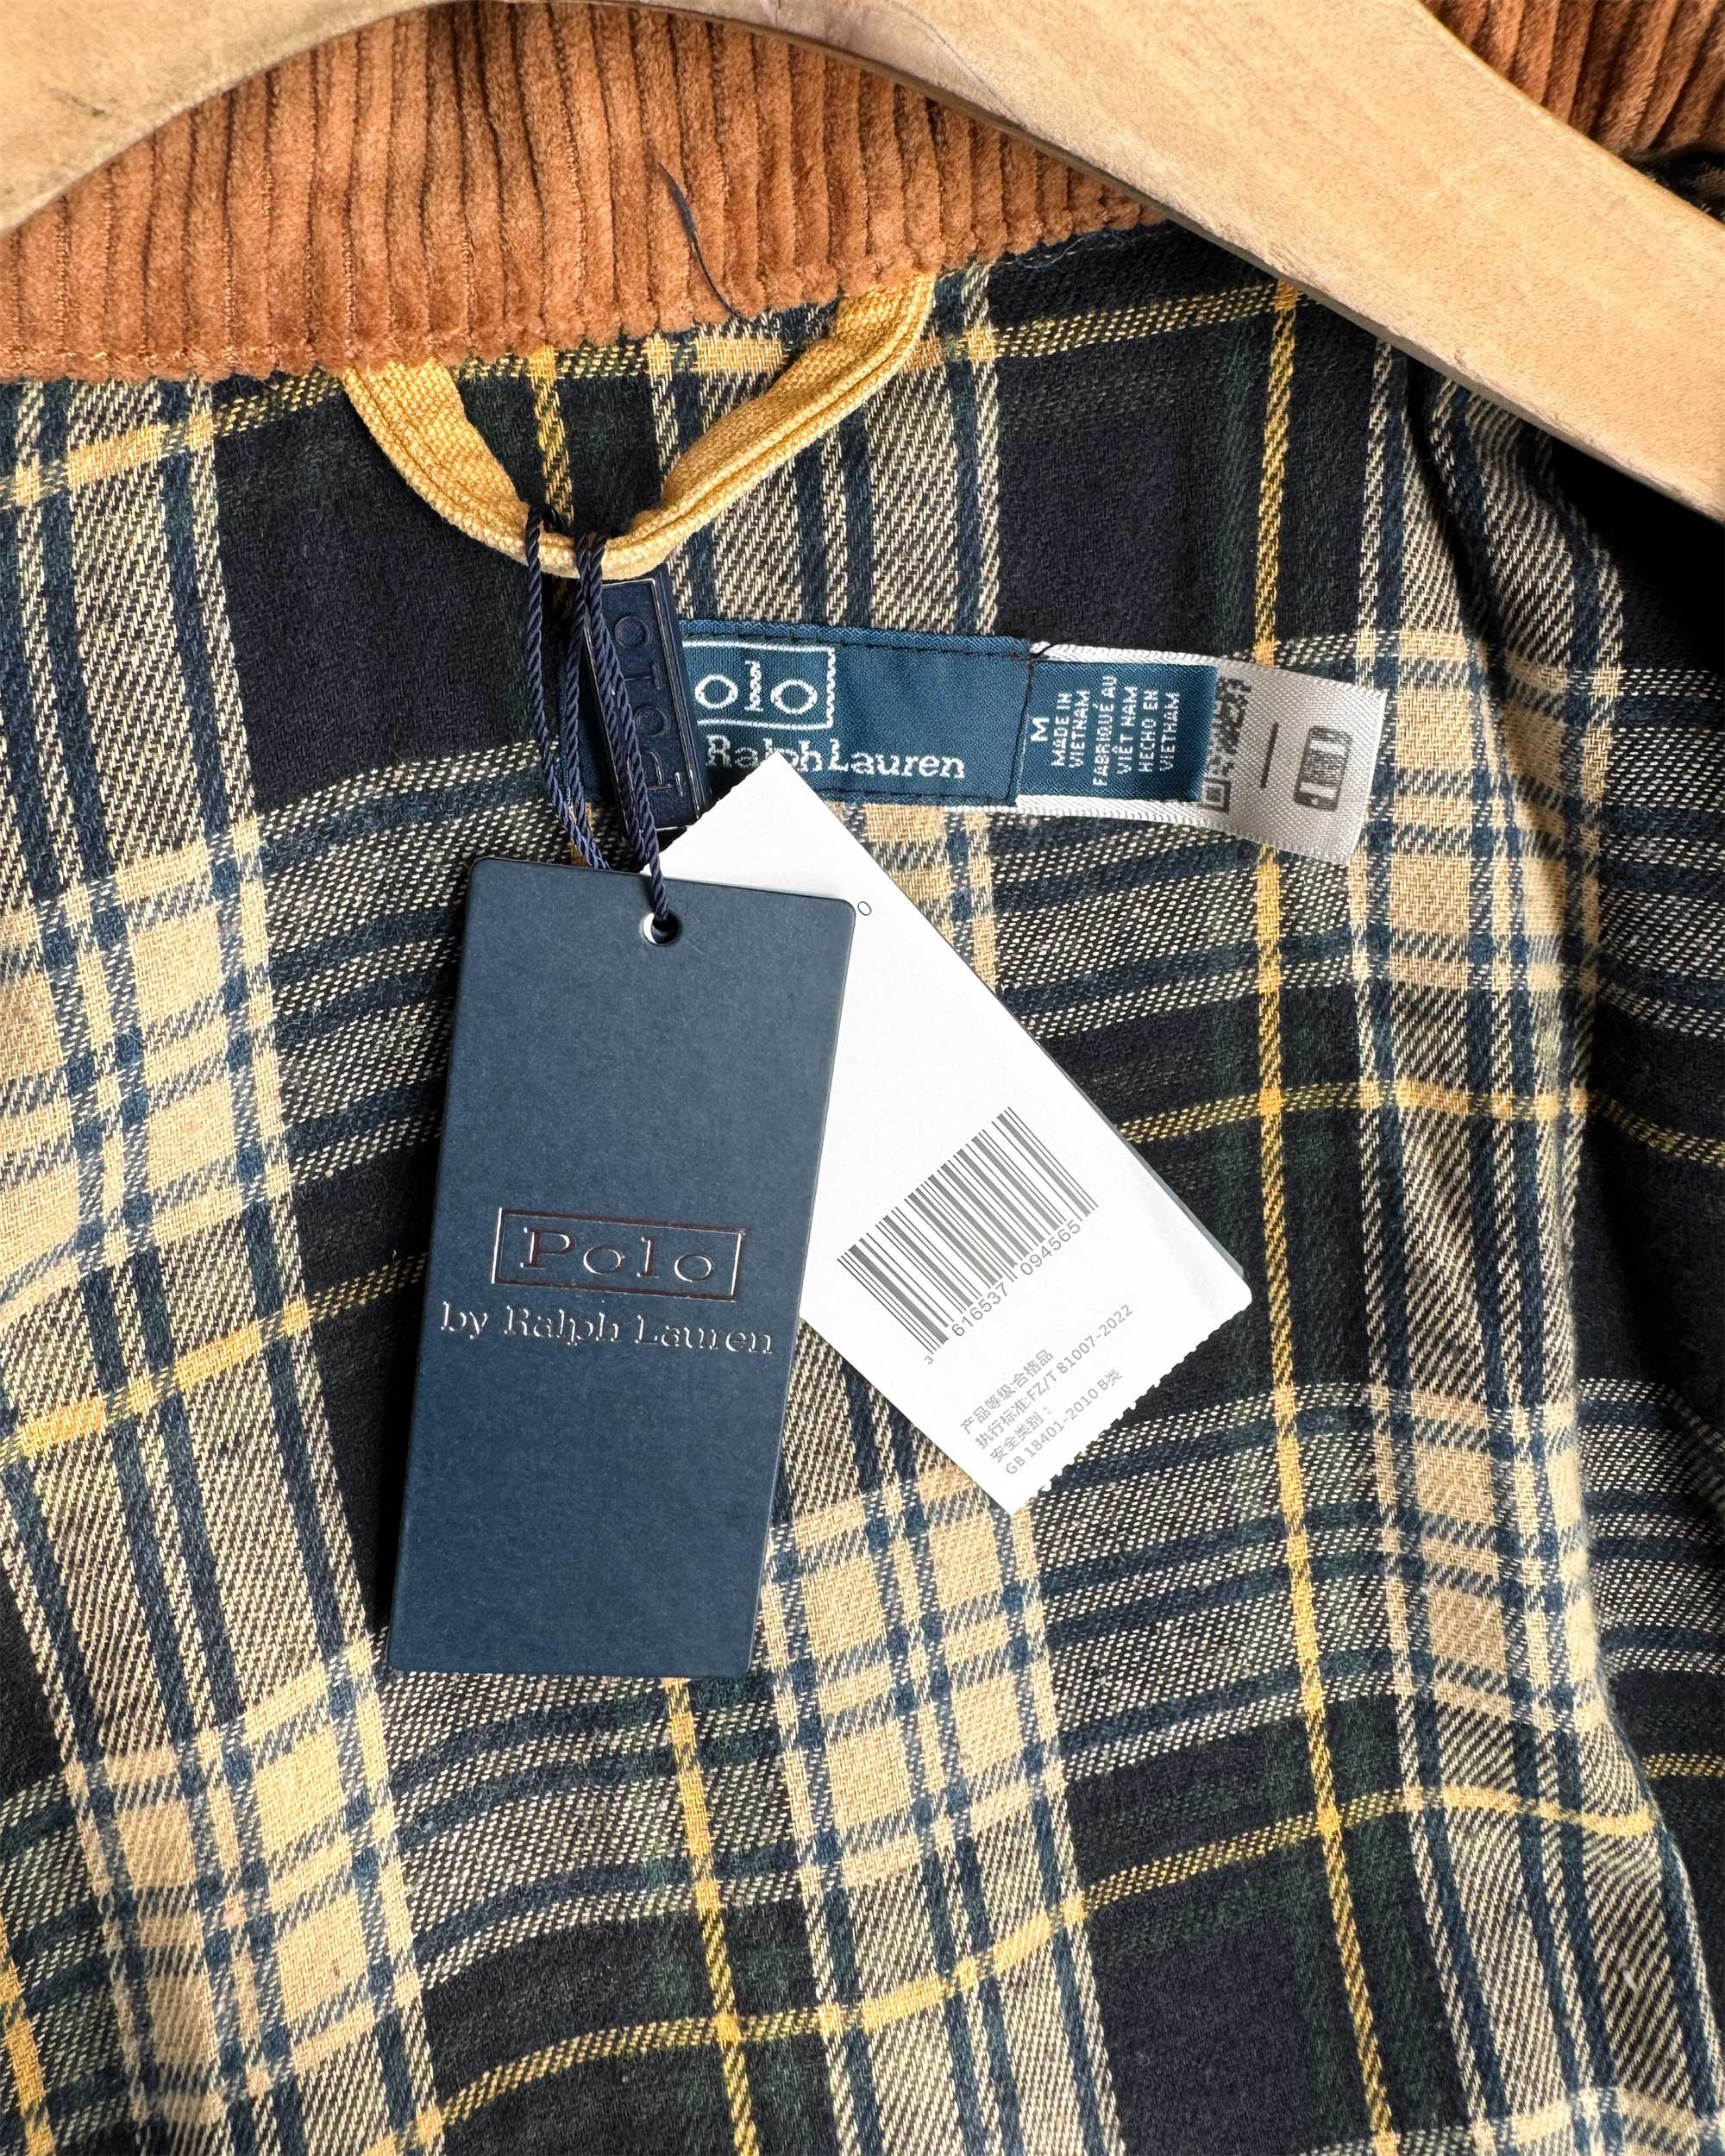 Polo
olo
Ralph Lauren
M
MADE IN
VIETNAM
FABRIQUÉ AU
VIÊT NAM
HECHO EN
VIETNAM
Polo
by Ralph Lauren
3 616537 094565
产品等级:合格品
执行标准:FZ/T 81007-2022
安全类别:
GB 18401-2010 B类